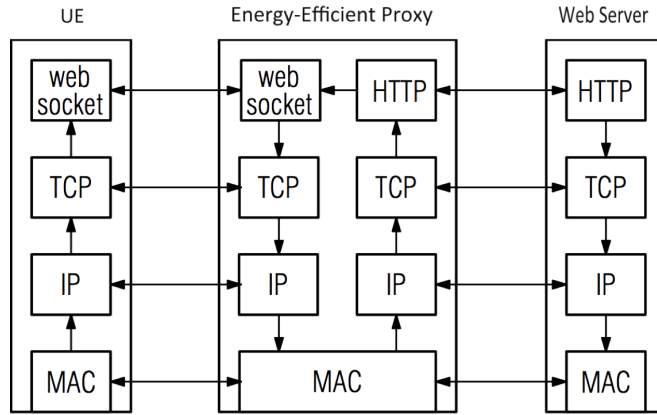 UE
Energy-Efficient Proxy
Web Server
web
socket
web
socket
HTTP
HTTP
TCP
TCP
TCP
TCP
IP
IP
IP
IP
MAC
MAC
MAC